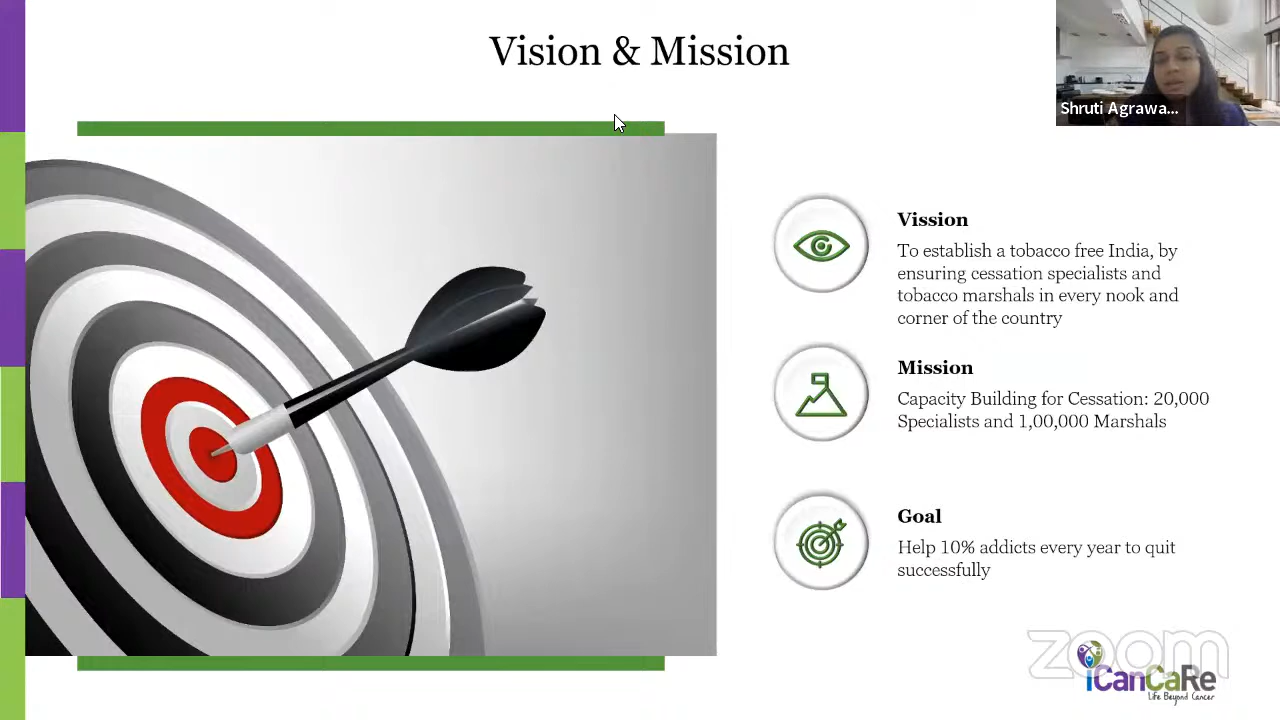 Vision & Mission
Shruti Agrawa...
Vission
To establish a tobacco free India, by
ensuring cessation specialists and
tobacco marshals in every nook and
corner of the country
Mission
Capacity Building for Cessation: 20,000
Specialists and 1,00,000 Marshals
Goal
Help 10% addicts every year to quit
successfully
zoom
iCanCaRe
Life Beyond Cancer